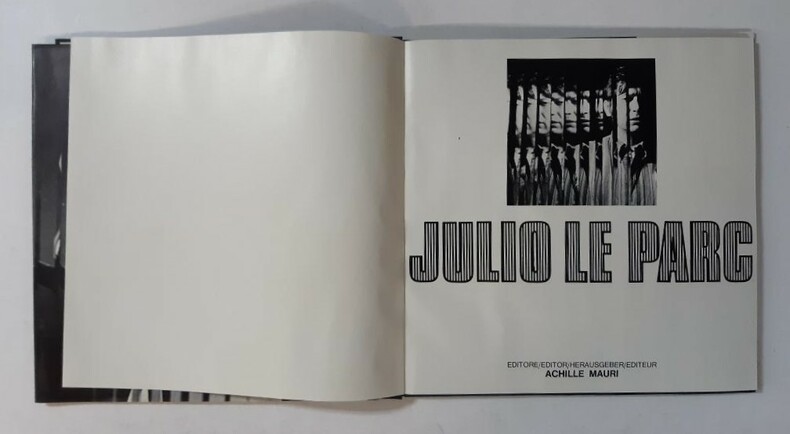 JULIO LE PARC
EDITORE/EDITOR/HERAUSGEBER/EDITEUR
ACHILLE MAURI